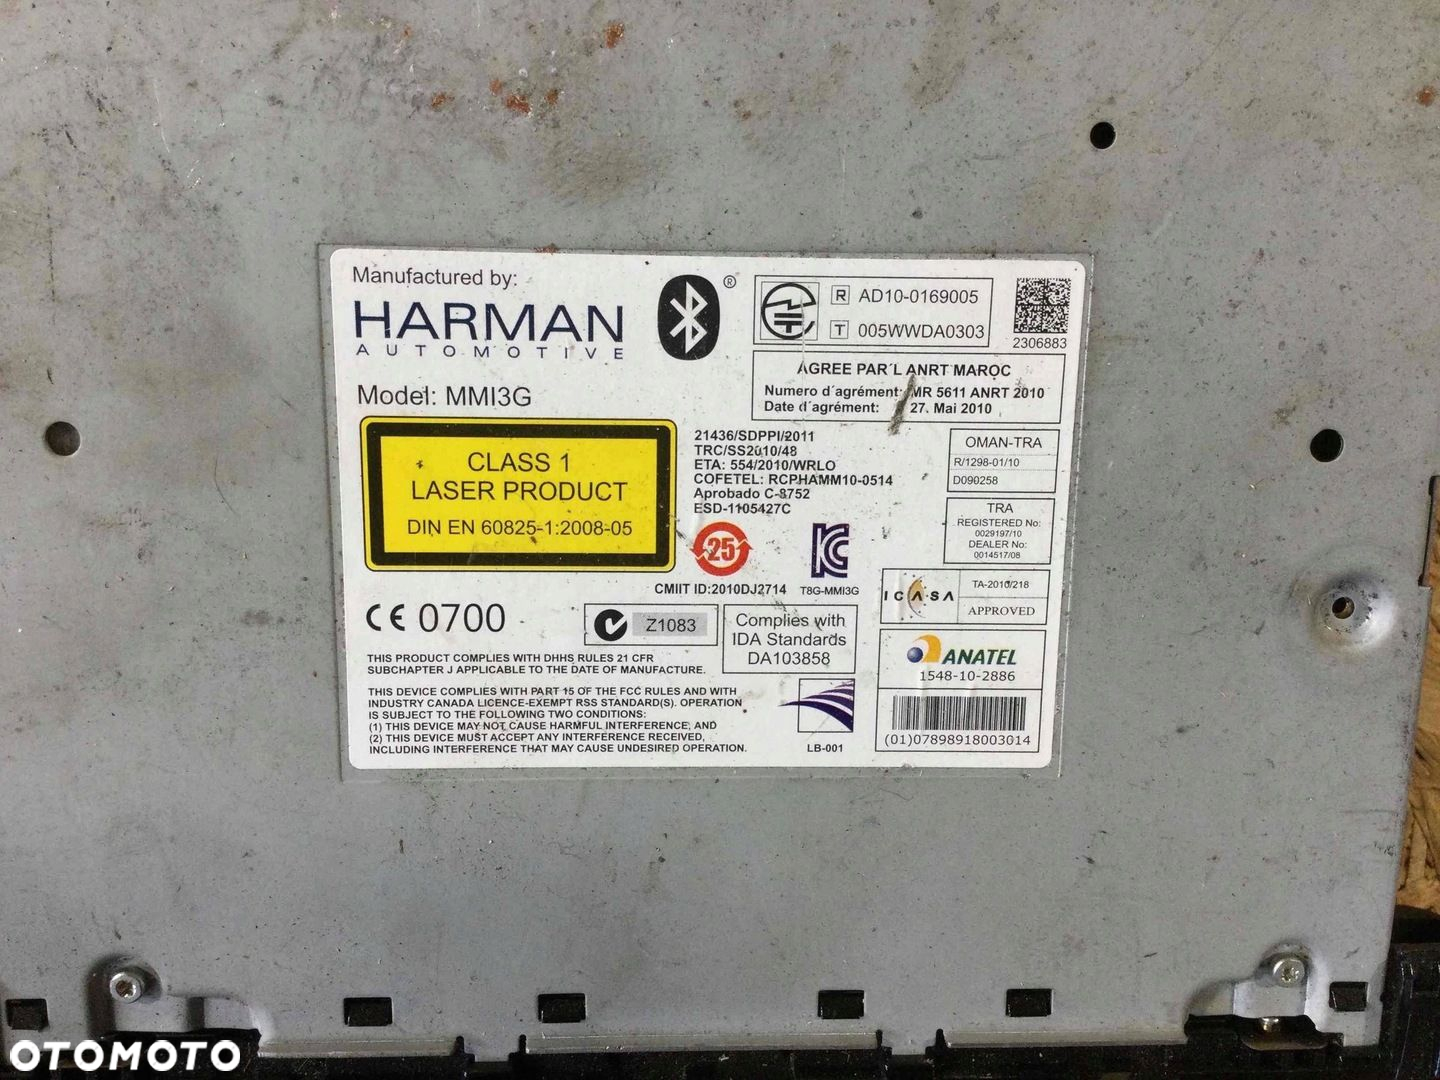 Manufactured by:
HARMAN
AUTOMOTIVE
®
Model: MMI3G
CLASS 1
LASER PRODUCT
DIN EN 60825-1:2008-05
CE 0700
R AD10-0169005
T 005WWDA0303
2306883
AGREE PAR´L ANRT MAROC
Numero d´agrément: MR 5611 ANRT 2010
Date d´agrément: 27. Mai 2010
21436/SDPPI/2011
TRC/SS2010/48
ETA: 554/2010/WRLO
COFETEL: RCPHAMM10-0514
Aprobado C-8752
ESD-1105427C
OMAN-TRA
R/1298-01/10
D090258
TRA
REGISTERED No:
0029197/10
DEALER No:
0014517/08
25
CMIIT ID:2010DJ2714
T8G-MMI3G
ICASA
TA-2010/218
APPROVED
Z1083
Complies with
IDA Standards
DA103858
ANATEL
1548-10-2886
(01)07898918003014
THIS PRODUCT COMPLIES WITH DHHS RULES 21 CFR
SUBCHAPTER J APPLICABLE TO THE DATE OF MANUFACTURE.
THIS DEVICE COMPLIES WITH PART 15 OF THE FCC RULES AND WITH
INDUSTRY CANADA LICENCE-EXEMPT RSS STANDARD(S). OPERATION
IS SUBJECT TO THE FOLLOWING TWO CONDITIONS:
(1) THIS DEVICE MAY NOT CAUSE HARMFUL INTERFERENCE, AND
(2) THIS DEVICE MUST ACCEPT ANY INTERFERENCE RECEIVED,
INCLUDING INTERFERENCE THAT MAY CAUSE UNDESIRED OPERATION.
LB-001
OTOMOTO